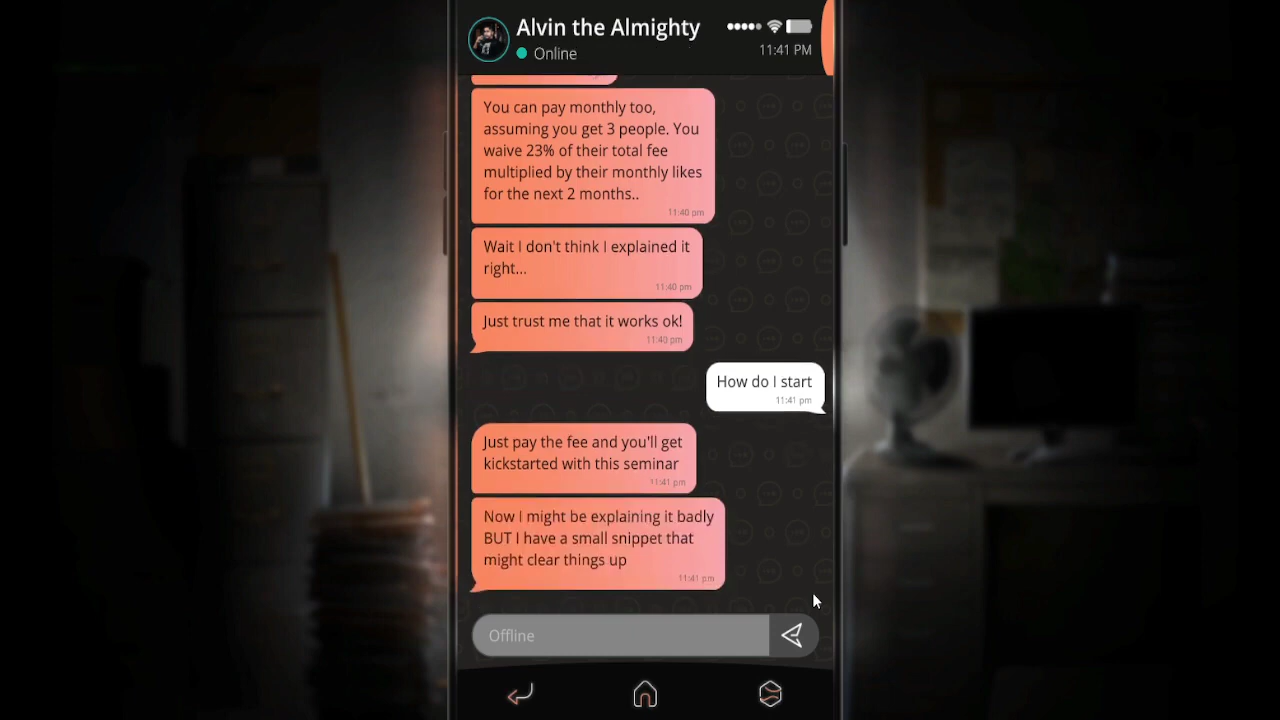 Alvin the Almighty
Online
11:41 PM
You can pay monthly too,
assuming you get 3 people. You
waive 23% of their total fee
multiplied by their monthly likes
for the next 2 months..
11:40 pm
Wait I don't think I explained it
right...
11:40 pm
Just trust me that it works ok!
11:40 pm
How do I start
11:41 pm
Just pay the fee and you'll get
kickstarted with this seminar
11:41 pm
Now I might be explaining it badly
BUT I have a small snippet that
might clear things up
11:41 pm
Offline